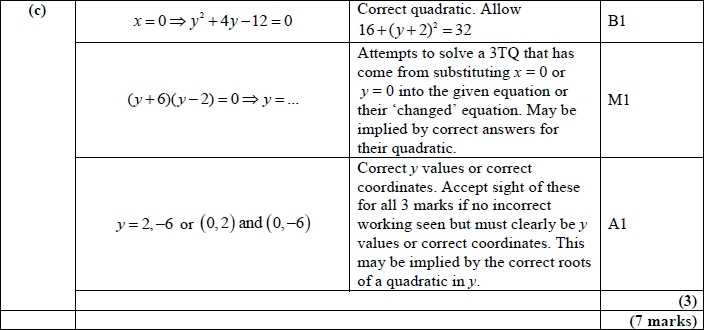 (c)
x = 0 ⇒ y² + 4y − 12 = 0
Correct quadratic. Allow
16 + (y + 2)² = 32
B1
(y + 6)(y − 2) = 0 ⇒ y = ...
Attempts to solve a 3TQ that has
come from substituting x = 0 or
y = 0 into the given equation or
their ‘changed’ equation. May be
implied by correct answers for
their quadratic.
M1
y = 2, −6 or (0, 2) and (0, −6)
Correct y values or correct
coordinates. Accept sight of these
for all 3 marks if no incorrect
working seen but must clearly be y
values or correct coordinates. This
may be implied by the correct roots
of a quadratic in y.
A1
(3)
(7 marks)